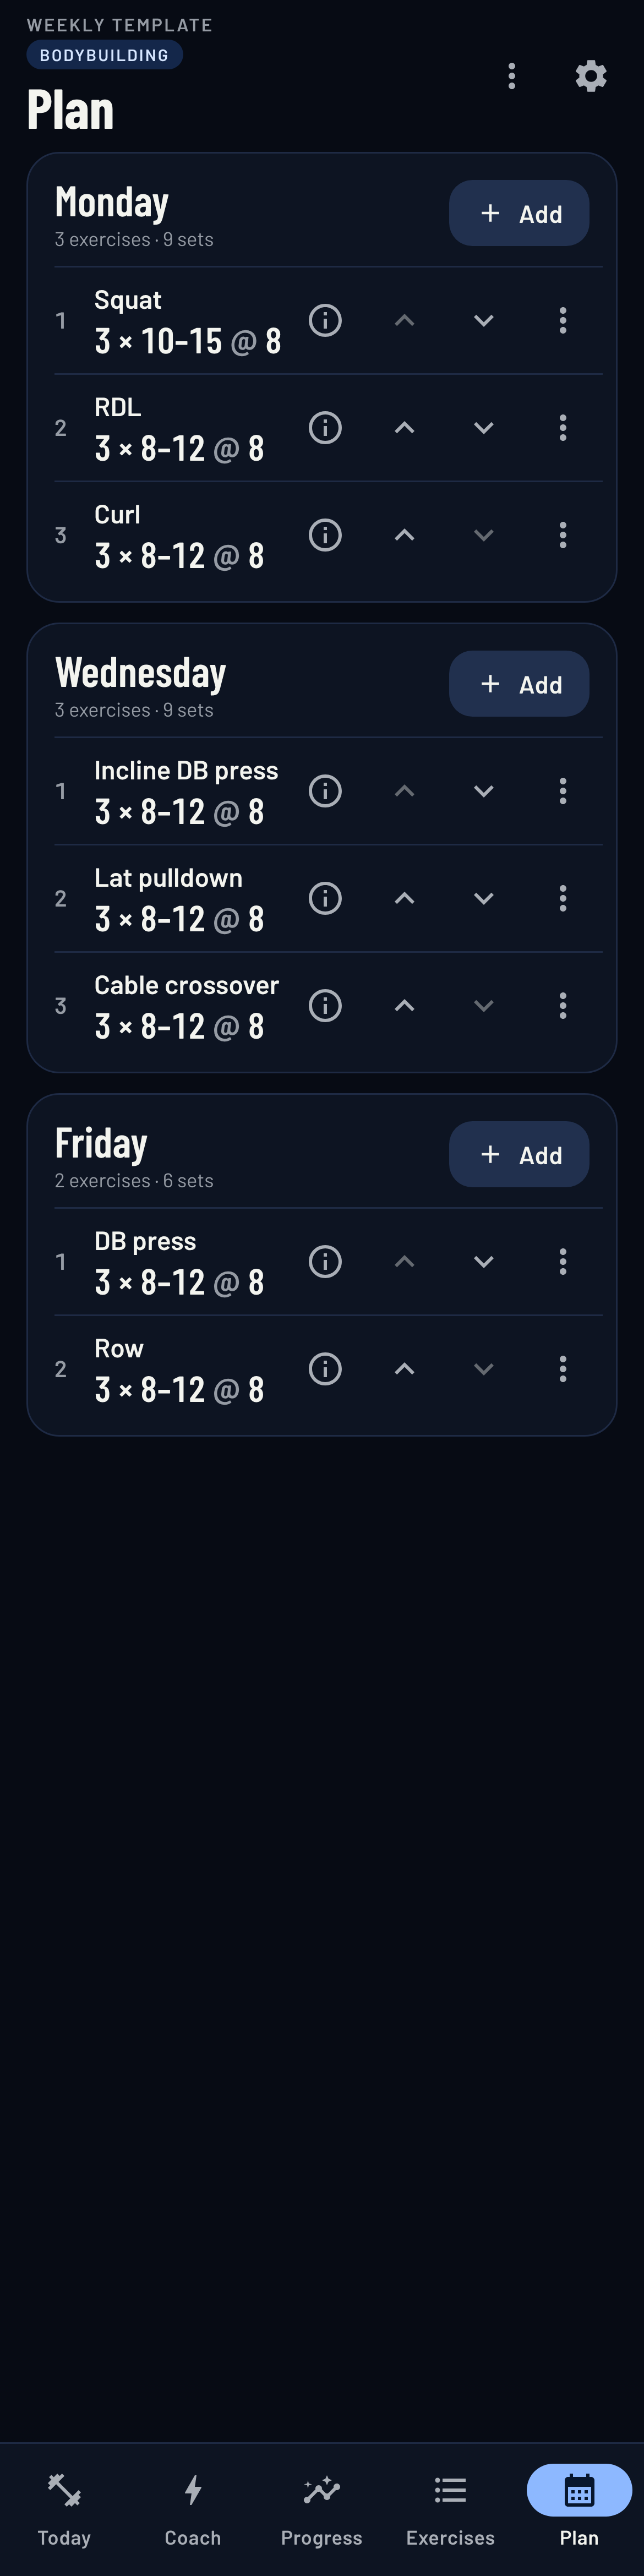 WEEKLY TEMPLATE
BODYBUILDING
Plan
Monday
3 exercises · 9 sets
+ Add
1
Squat
3 × 10–15 @ 8
2
RDL
3 × 8–12 @ 8
3
Curl
3 × 8–12 @ 8
Wednesday
3 exercises · 9 sets
+ Add
1
Incline DB press
3 × 8–12 @ 8
2
Lat pulldown
3 × 8–12 @ 8
3
Cable crossover
3 × 8–12 @ 8
Friday
2 exercises · 6 sets
+ Add
1
DB press
3 × 8–12 @ 8
2
Row
3 × 8–12 @ 8
Today
Coach
Progress
Exercises
Plan